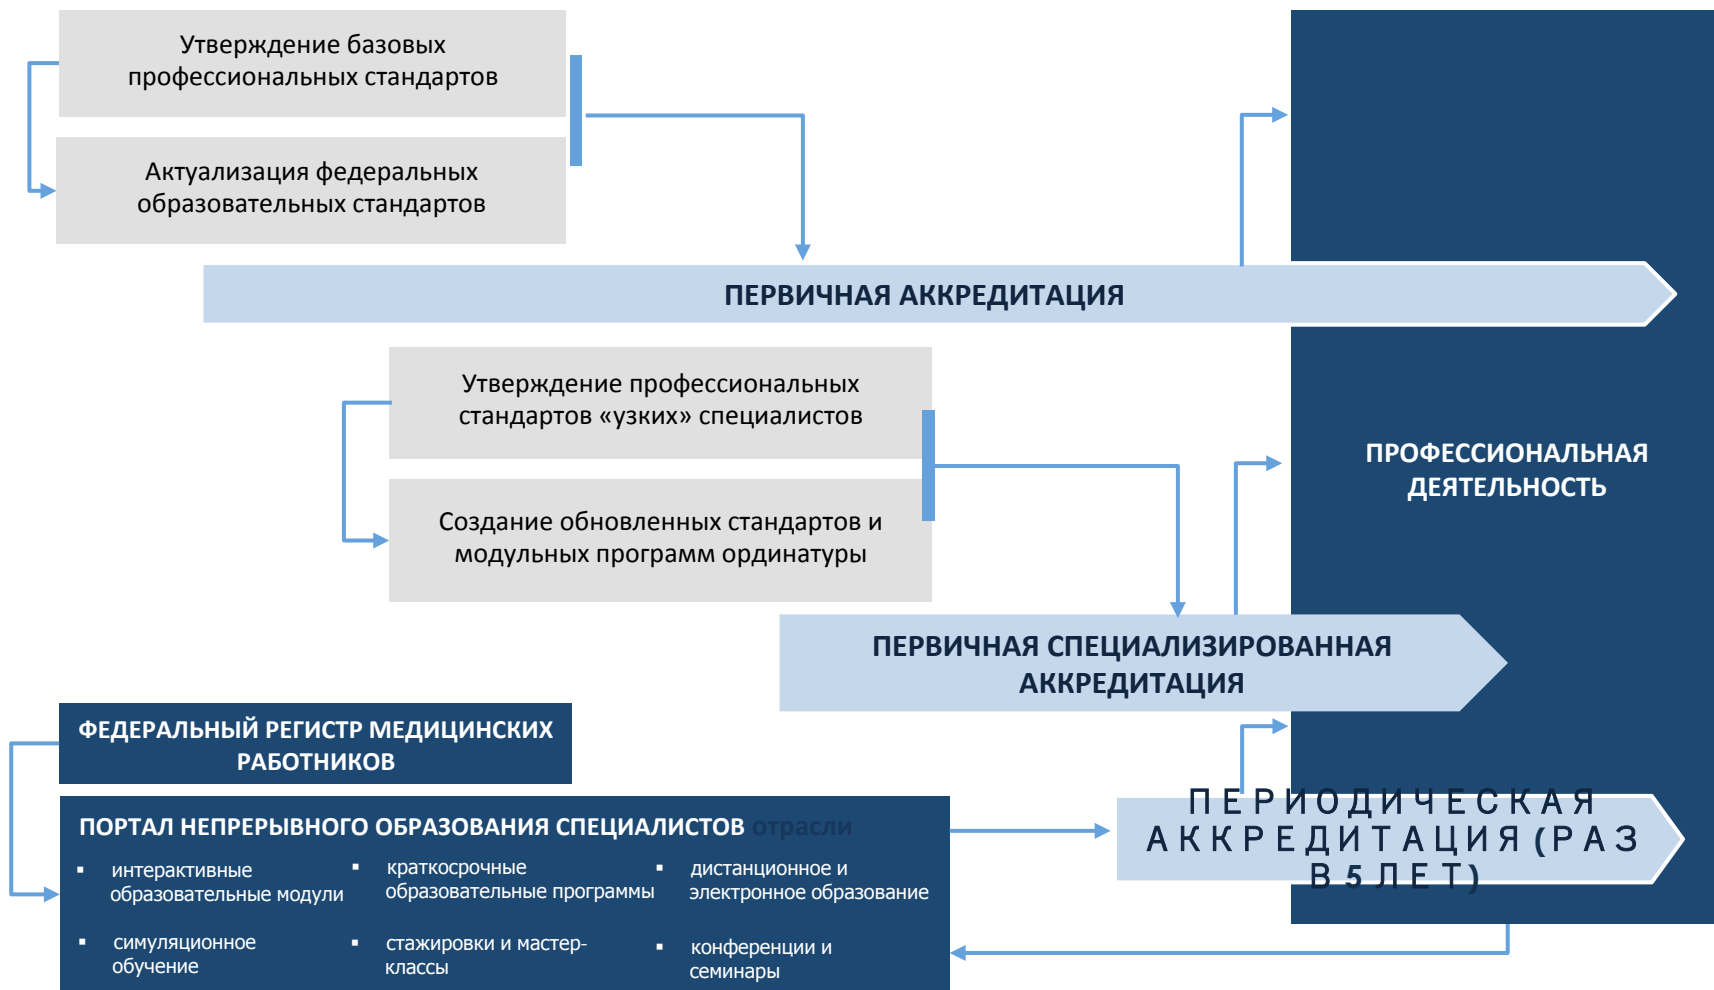 Утверждение базовых
профессиональных стандартов
Актуализация федеральных
образовательных стандартов
ПЕРВИЧНАЯ АККРЕДИТАЦИЯ
Утверждение профессиональных
стандартов «узких» специалистов
ПРОФЕССИОНАЛЬНАЯ
ДЕЯТЕЛЬНОСТЬ
Создание обновленных стандартов и
модульных программ ординатуры
ПЕРВИЧНАЯ СПЕЦИАЛИЗИРОВАННАЯ
АККРЕДИТАЦИЯ
ФЕДЕРАЛЬНЫЙ РЕГИСТР МЕДИЦИНСКИХ
РАБОТНИКОВ
ПЕРИОДИЧЕСКАЯ
АККРЕДИТАЦИЯ (РАЗ
В 5 ЛЕТ)
ПОРТАЛ НЕПРЕРЫВНОГО ОБРАЗОВАНИЯ СПЕЦИАЛИСТОВ отрасли
▪ интерактивные
образовательные модули
▪ краткосрочные
образовательные программы
▪ дистанционное и
электронное образование
▪ симуляционное
обучение
▪ стажировки и мастер-
классы
▪ конференции и
семинары